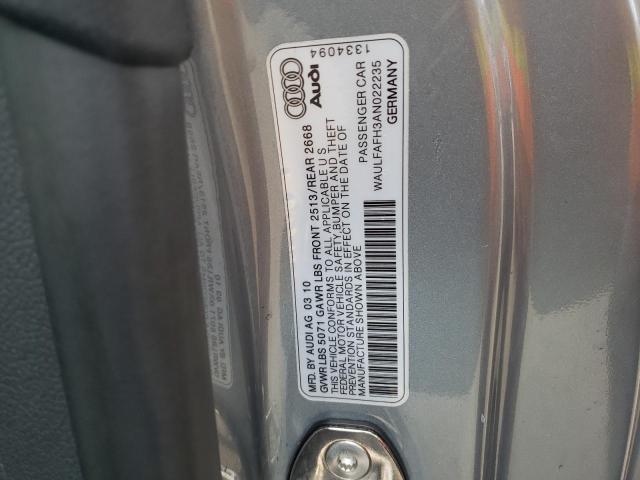 1334094
Audi
MFD. BY AUDI AG 03 10
GVWR LBS 5071 GAWR LBS FRONT 2513/REAR 2668
THIS VEHICLE CONFORMS TO ALL APPLICABLE U S
FEDERAL MOTOR VEHICLE SAFETY, BUMPER AND THEFT
PREVENTION STANDARDS IN EFFECT ON THE DATE OF
MANUFACTURE SHOWN ABOVE
PASSENGER CAR
WAULFAFH3AN022235
GERMANY